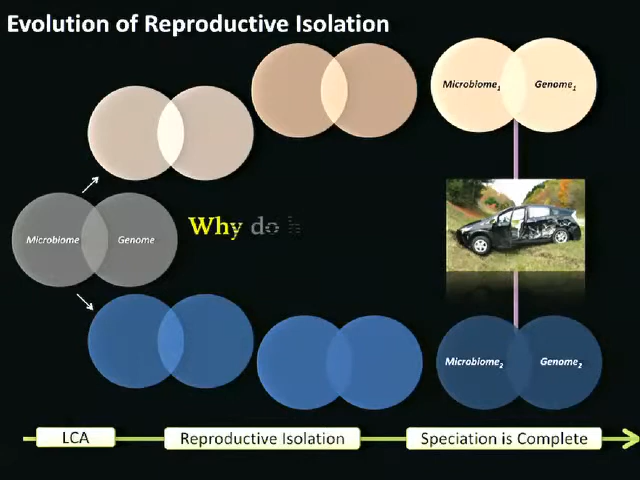 Evolution of Reproductive Isolation
Microbiome₁ Genome₁
Microbiome Genome
Why do
Microbiome₂ Genome₂
LCA
Reproductive Isolation
Speciation is Complete